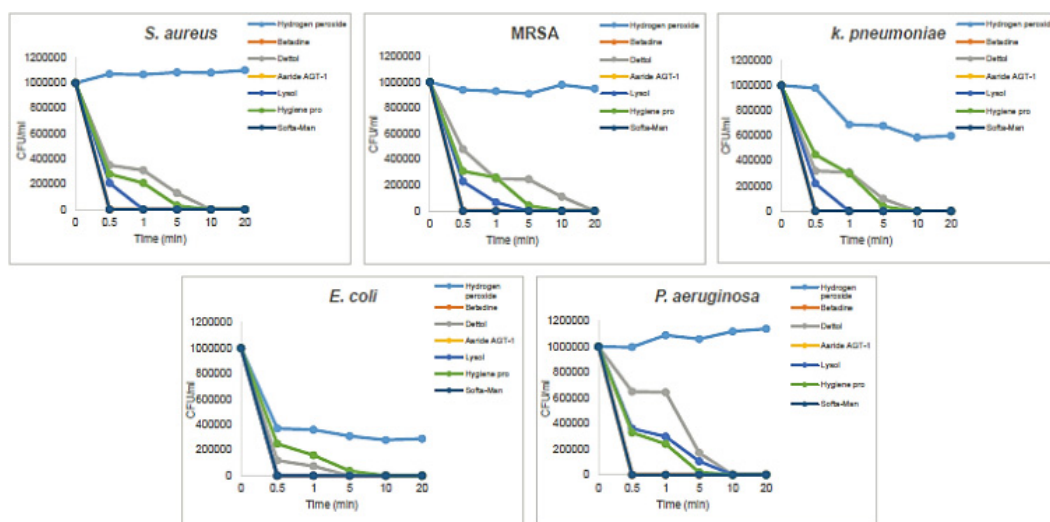 S. aureus
Hydrogen peroxide
Betadine
Dettol
Aaride AGT-1
Lysol
Hygiene pro
Softa-Man
CFU/ml
1200000
1000000
800000
600000
400000
200000
0
0 0.5 1 5 10 20
Time (min)
MRSA
Hydrogen peroxide
Betadine
Dettol
Aaride AGT-1
Lysol
Hygiene pro
Softa-Man
CFU/ml
1200000
1000000
800000
600000
400000
200000
0
0 0.5 1 5 10 20
Time (min)
k. pneumoniae
Hydrogen peroxide
Betadine
Dettol
Aaride AGT-1
Lysol
Hygiene pro
Softa-Man
CFU/ml
1200000
1000000
800000
600000
400000
200000
0
0 0.5 1 5 10 20
Time (min)
E. coli
Hydrogen
peroxide
Betadine
Dettol
Aaride AGT-1
Lysol
Hygiene pro
Softa-Man
CFU/ml
1200000
1000000
800000
600000
400000
200000
0
0 0.5 1 5 10 20
Time (min)
P. aeruginosa
Hydrogen
peroxide
Betadine
Dettol
Aaride AGT-1
Lysol
Hygiene pro
Softa-Man
CFU/ml
1200000
1000000
800000
600000
400000
200000
0
0 0.5 1 5 10 20
Time (min)